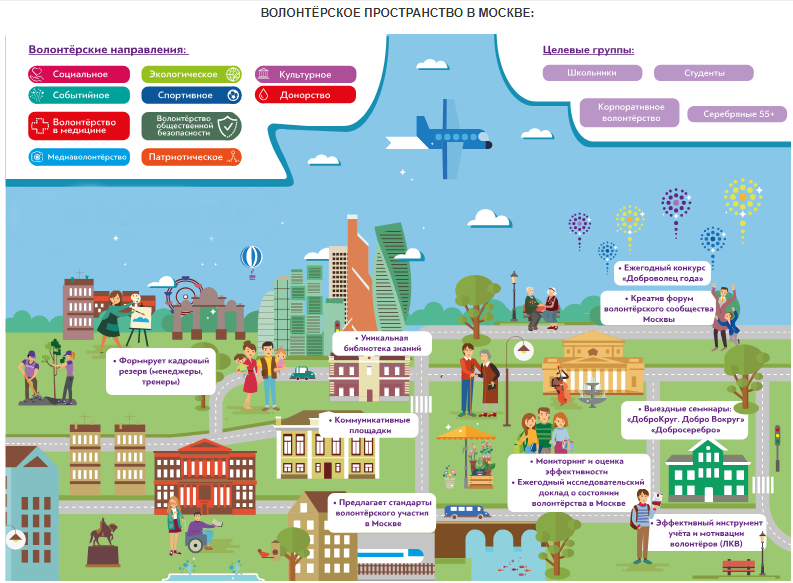 ВОЛОНТЁРСКОЕ ПРОСТРАНСТВО В МОСКВЕ:
Волонтёрские направления:
Социальное
Экологическое
Культурное
Событийное
Спортивное
Донорство
Волонтёрство
в медицине
Волонтёрство
общественной
безопасности
Медиаволонтёрство
Патриотическое
Целевые группы:
Школьники
Студенты
Корпоративное
волонтёрство
Серебряные 55+
• Ежегодный конкурс
«Доброволец года»
• Креатив форум
волонтёрского сообщества
Москвы
• Уникальная
библиотека знаний
• Формирует кадровый
резерв (менеджеры,
тренеры)
• Коммуникативные
площадки
• Выездные семинары:
«ДоброКруг. Добро Вокруг»
«Добросеребро»
• Мониторинг и оценка
эффективности
• Ежегодный исследовательский
доклад о состоянии
волонтёрства в Москве
• Предлагает стандарты
волонтёрского участия
в Москве
• Эффективный инструмент
учёта и мотивации
волонтёров (ЛКВ)